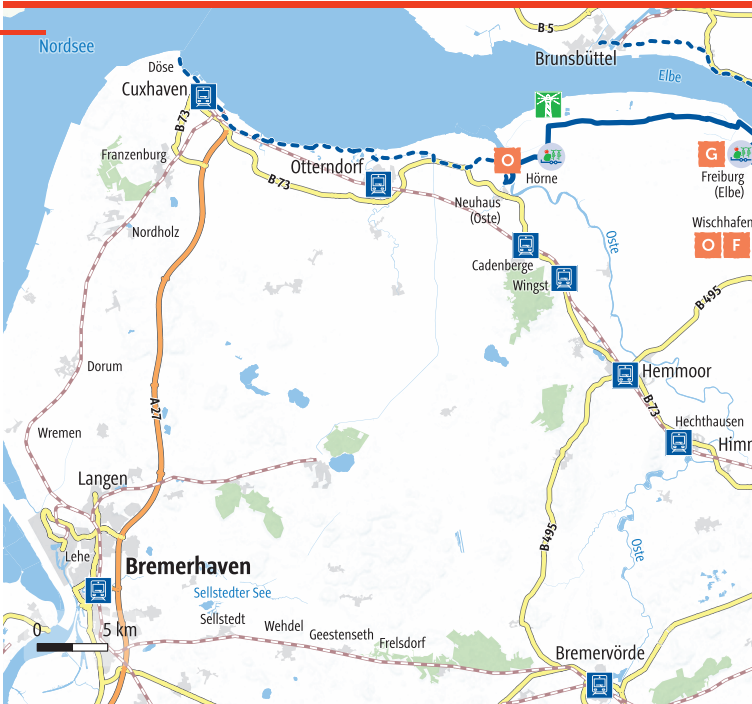 B 5
Nordsee
Brunsbüttel
Döse
Elbe
Cuxhaven
B 73
Franzenburg
Otterndorf
O
G
Hörne
B 73
Freiburg
(Elbe)
Neuhaus
(Oste)
Nordholz
Wischhafen
Oste
O F
Cadenberge
Wingst
B 495
Dorum
Hemmoor
A 27
B 73
Hechthausen
Wremen
Himm
Langen
B 495
Oste
Lehe
Bremerhaven
Sellstedter See
Sellstedt
0 5 km
Wehdel
Geestenseth
Frelsdorf
Bremervörde